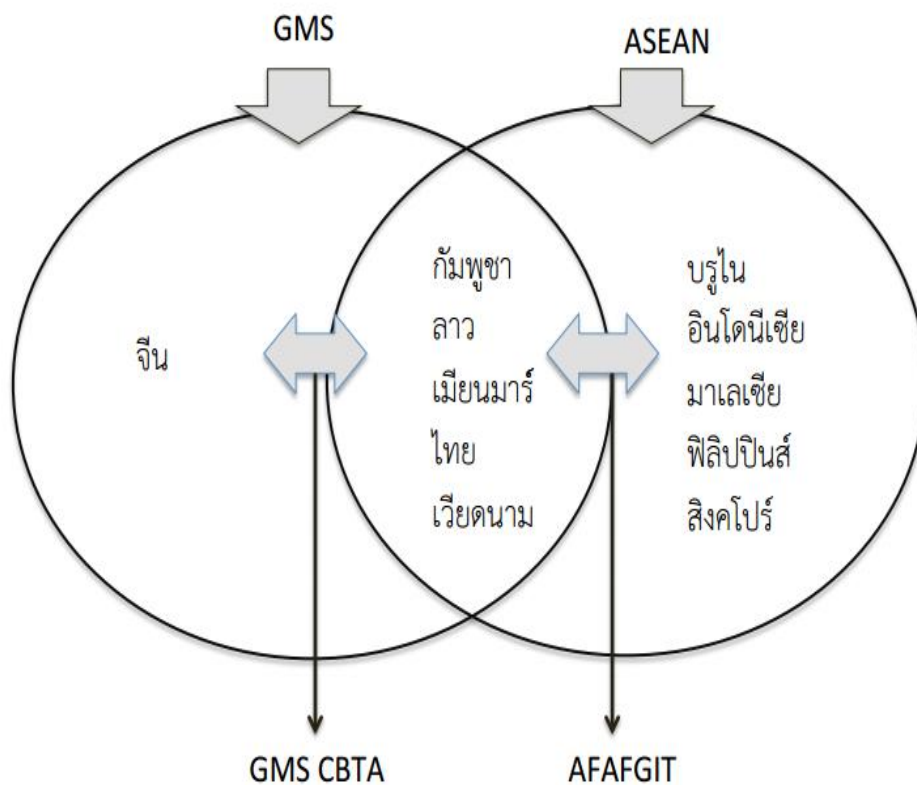 GMS
ASEAN
จีน
กัมพูชา
ลาว
เมียนมาร์
ไทย
เวียดนาม
บรูไน
อินโดนีเซีย
มาเลเซีย
ฟิลิปปินส์
สิงคโปร์
GMS CBTA
AFAFGIT